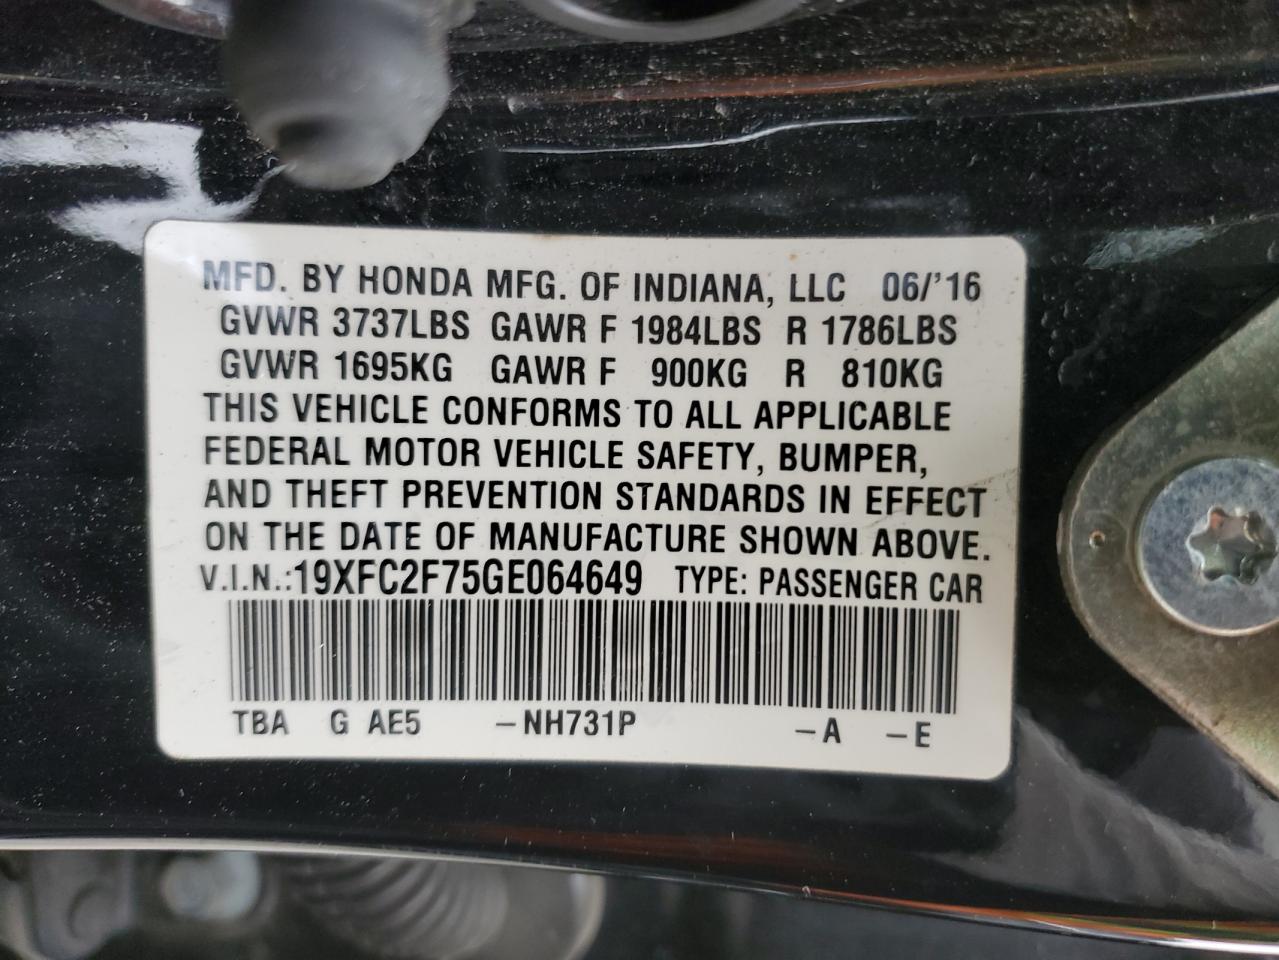 MFD. BY HONDA MFG. OF INDIANA, LLC 06/'16
GVWR 3737LBS GAWR F 1984LBS R 1786LBS
GVWR 1695KG GAWR F 900KG R 810KG
THIS VEHICLE CONFORMS TO ALL APPLICABLE
FEDERAL MOTOR VEHICLE SAFETY, BUMPER,
AND THEFT PREVENTION STANDARDS IN EFFECT
ON THE DATE OF MANUFACTURE SHOWN ABOVE.
V.I.N.:19XFC2F75GE064649 TYPE: PASSENGER CAR
TBA G AE5 –NH731P –A –E